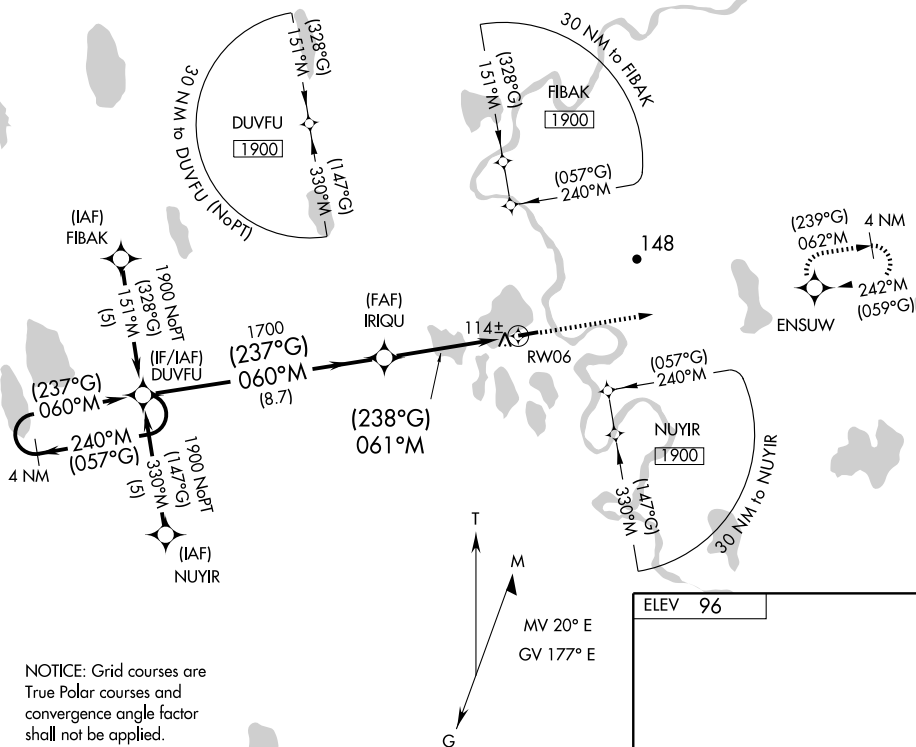 (328°G)
151°M
30 NM to DUVFU (NoPT)
DUVFU
1900
(147°G)
330°M
30 NM to FIBAK
(328°G)
151°M
FIBAK
1900
(057°G)
240°M
(239°G)
062°M
4 NM
242°M
(059°G)
ENSUW
148
(IAF)
FIBAK
1900 NoPT
(328°G)
151°M
(5)
(IF/IAF)
DUVFU
(237°G)
060°M
240°M
(057°G)
4 NM
1900 NoPT
(147°G)
330°M
(5)
(IAF)
NUYIR
1700
(237°G)
060°M
(8.7)
(FAF)
IRIQU
114±
RW06
(238°G)
061°M
(057°G)
240°M
NUYIR
1900
(147°G)
330°M
30 NM to NUYIR
T
M
G
MV 20° E
GV 177° E
ELEV 96
NOTICE: Grid courses are
True Polar courses and
convergence angle factor
shall not be applied.